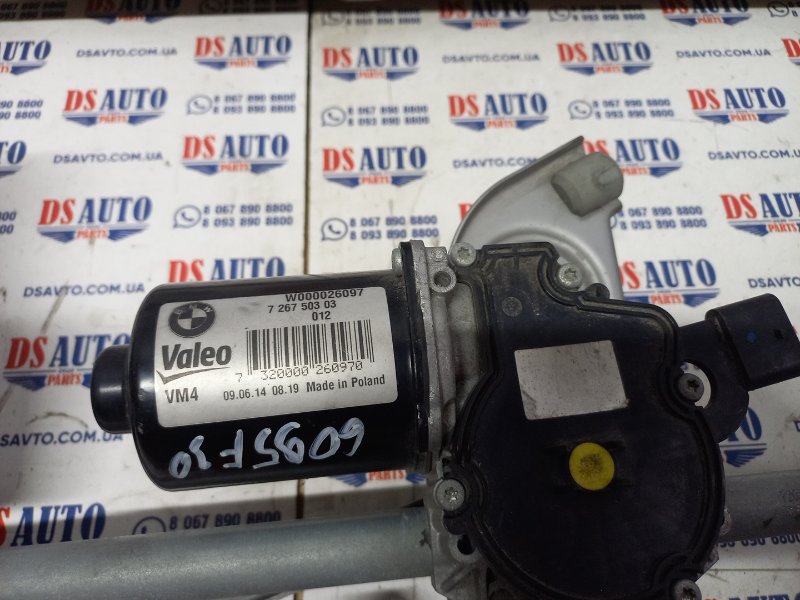 W000026097
7 267 503 03
012
BMW
Valeo
7 320000 260970
VM4
09.06.14 08.19 Made in Poland
6095F30
DS AUTO
PARTS
DSAVTO.COM.UA
8 067 890 8800
8 093 890 8800